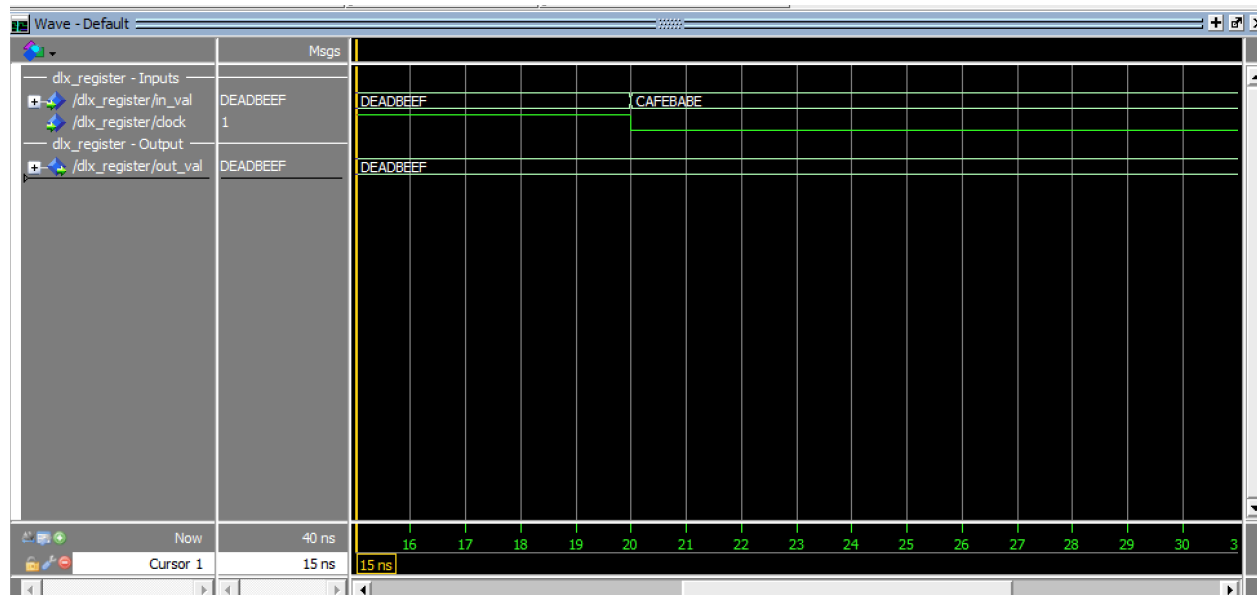 Wave - Default
Msgs
dlx_register - Inputs
/dlx_register/in_val DEADBEEF DEADBEEF CAFEBABE
/dlx_register/clock 1
dlx_register - Output
/dlx_register/out_val DEADBEEF DEADBEEF
Now 40 ns 16 17 18 19 20 21 22 23 24 25 26 27 28 29 30 3
Cursor 1 15 ns 15 ns